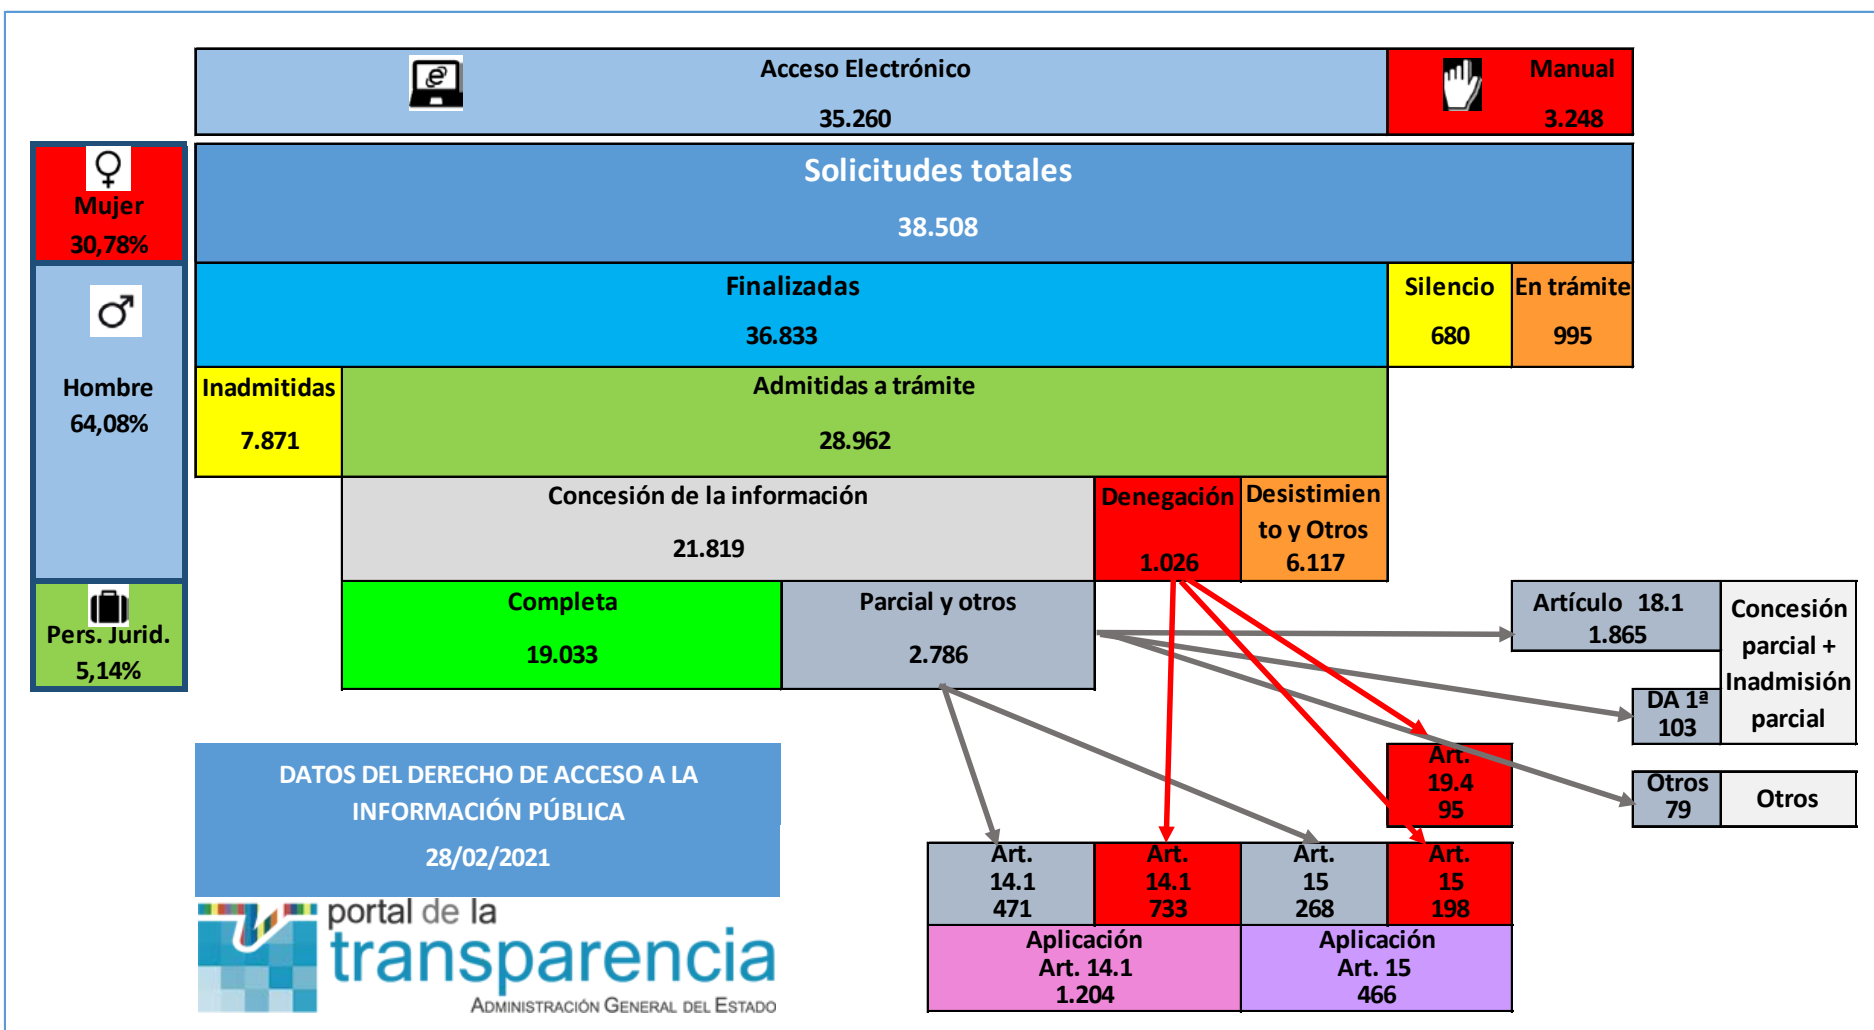 Acceso Electrónico
35.260
Manual
3.248
Mujer
30,78%
Hombre
64,08%
Pers. Jurid.
5,14%
Solicitudes totales
38.508
Finalizadas
36.833
Silencio
680
En trámite
995
Inadmitidas
7.871
Admitidas a trámite
28.962
Concesión de la información
21.819
Denegación
1.026
Desistimien
to y Otros
6.117
Completa
19.033
Parcial y otros
2.786
Artículo 18.1
1.865
DA 1ª
103
Concesión
parcial +
Inadmisión
parcial
Otros
79
Otros
Art.
19.4
95
Art.
14.1
471
Art.
14.1
733
Art.
15
268
Art.
15
198
Aplicación
Art. 14.1
1.204
Aplicación
Art. 15
466
DATOS DEL DERECHO DE ACCESO A LA
INFORMACIÓN PÚBLICA
28/02/2021
portal de la
transparencia
ADMINISTRACIÓN GENERAL DEL ESTADO